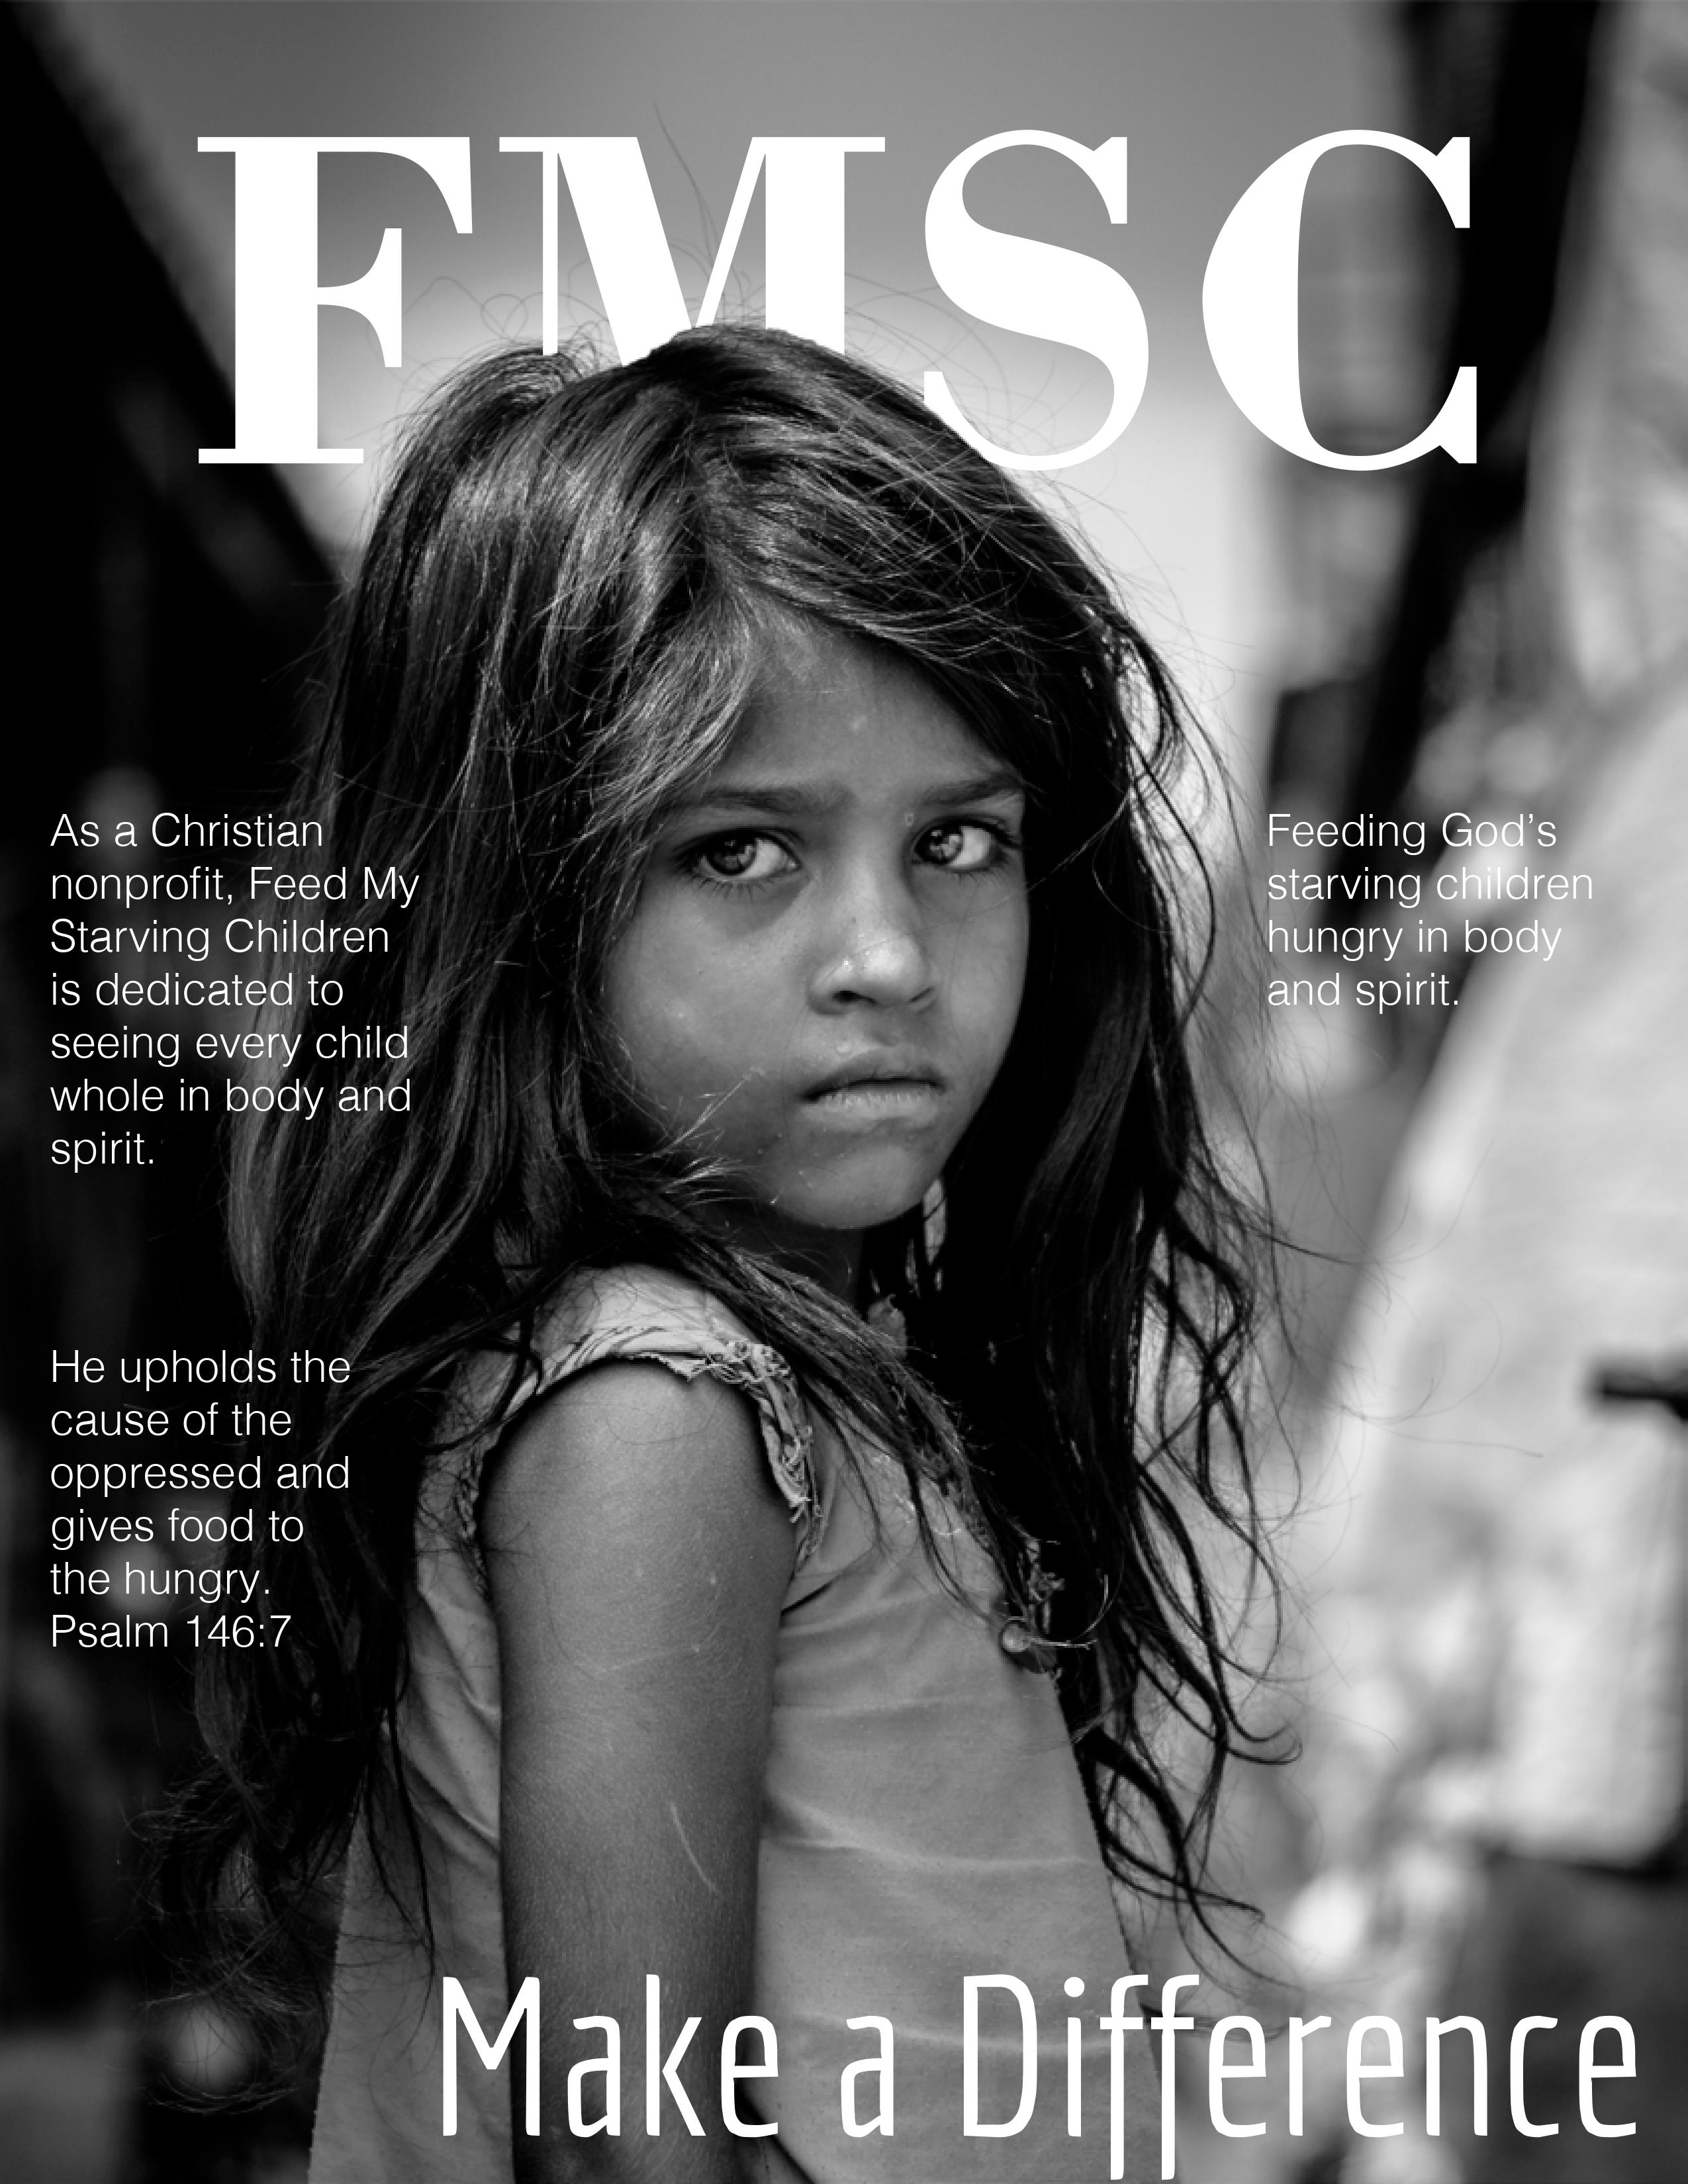 FMSC
As a Christian
nonprofit, Feed My
Starving Children
is dedicated to
seeing every child
whole in body and
spirit.
Feeding God’s
starving children
hungry in body
and spirit.
He upholds the
cause of the
oppressed and
gives food to
the hungry.
Psalm 146:7
Make a Difference